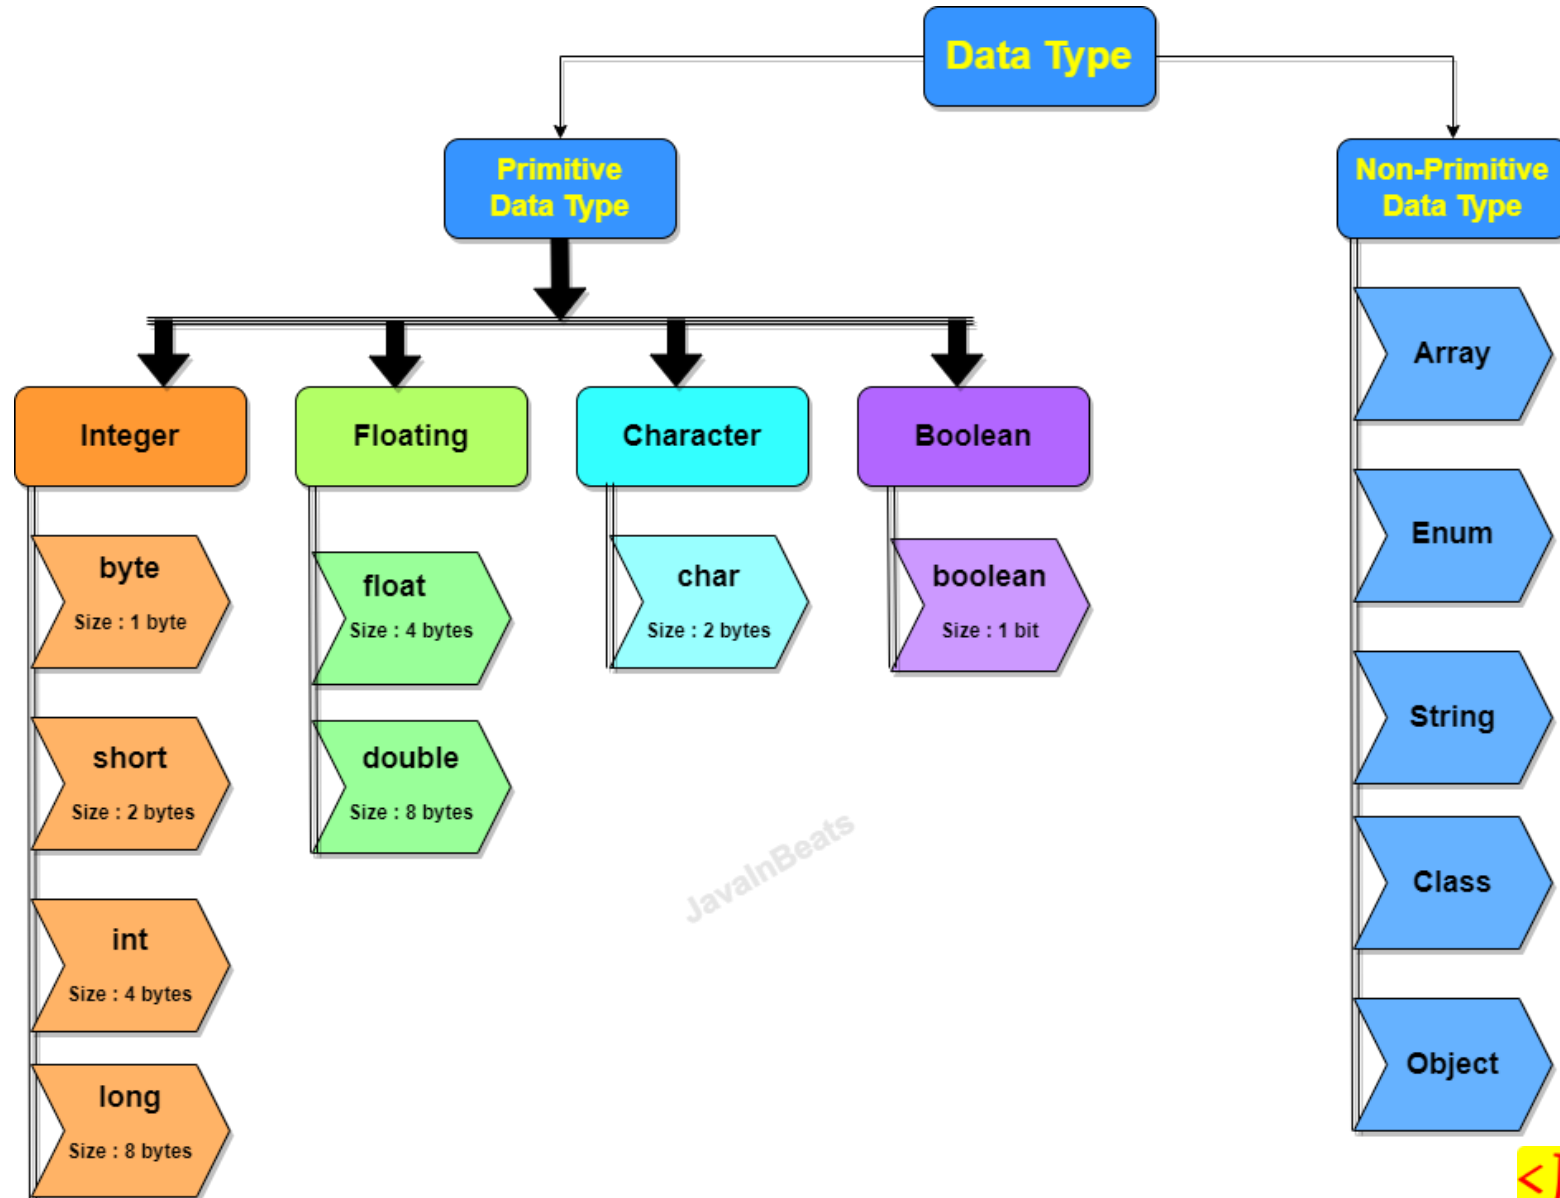 Data Type
Primitive
Data Type
Non-Primitive
Data Type
Integer
Floating
Character
Boolean
byte
Size : 1 byte
short
Size : 2 bytes
int
Size : 4 bytes
long
Size : 8 bytes
float
Size : 4 bytes
double
Size : 8 bytes
char
Size : 2 bytes
boolean
Size : 1 bit
Array
Enum
String
Class
Object
JavaInBeats